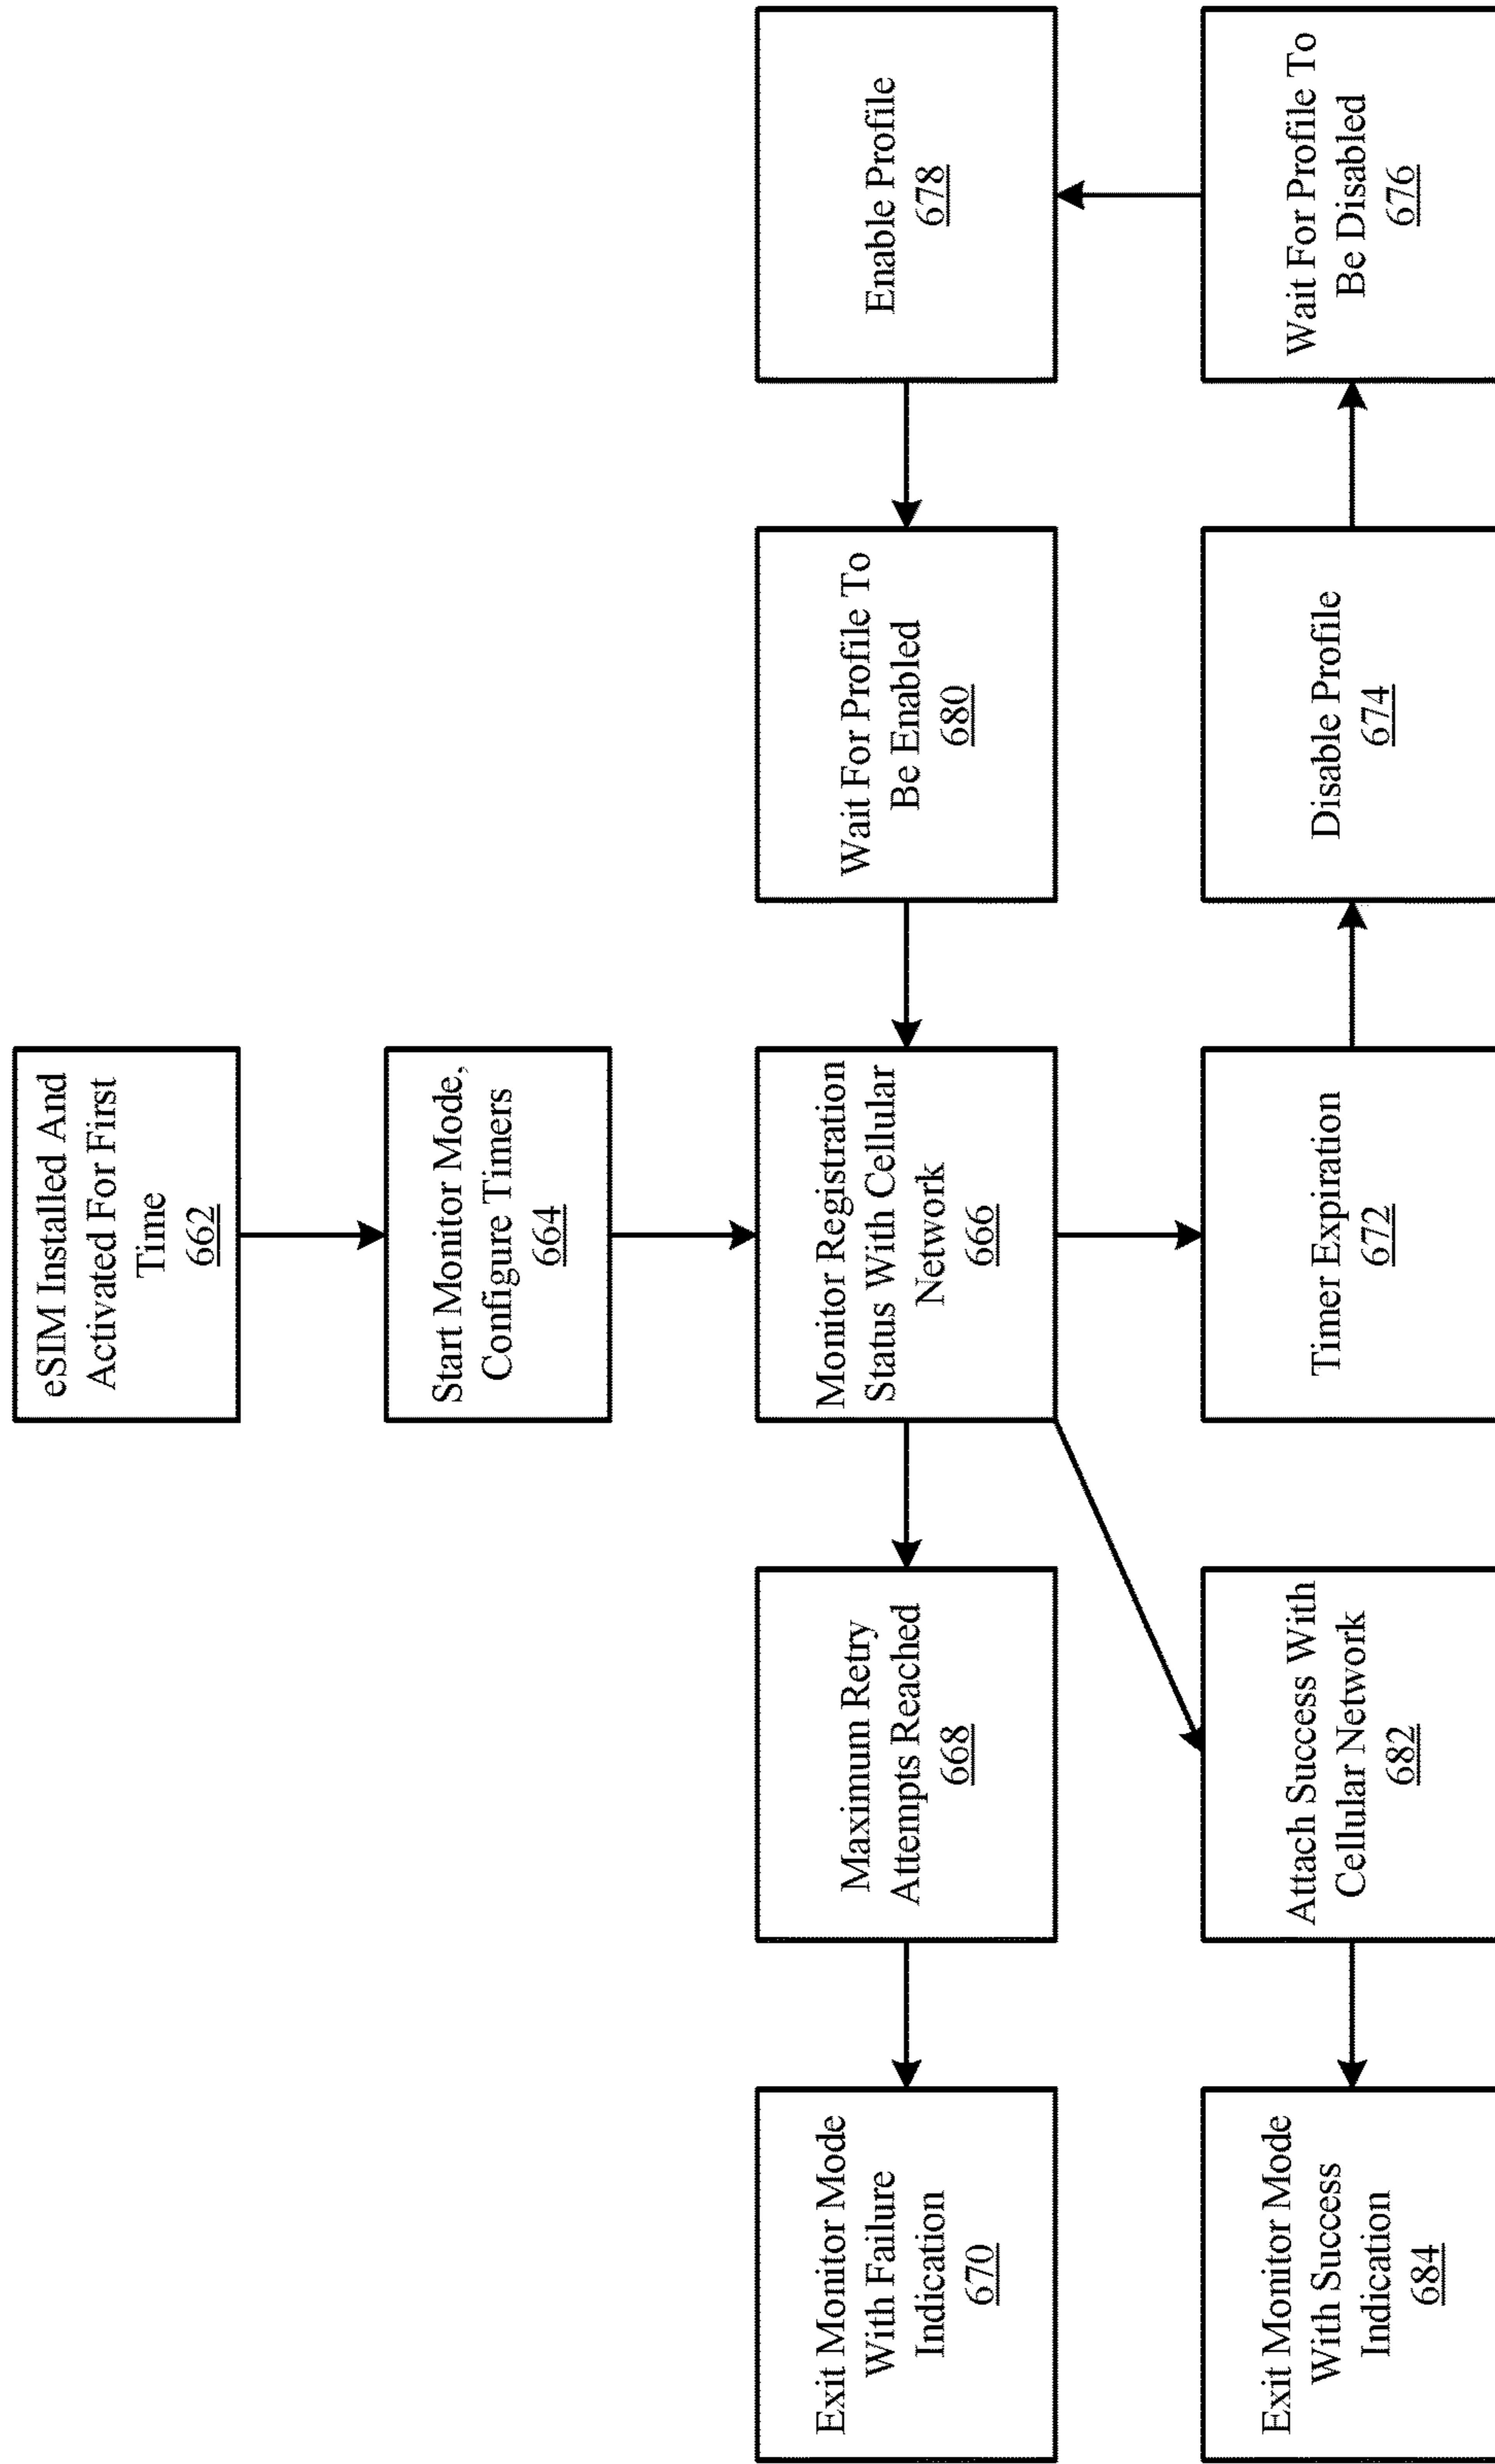 eSIM Installed And
Activated For First
Time
662
Start Monitor Mode,
Configure Timers
664
Monitor Registration
Status With Cellular
Network
666
Maximum Retry
Attempts Reached
668
Exit Monitor Mode
With Failure
Indication
670
Timer Expiration
672
Disable Profile
674
Wait For Profile To
Be Disabled
676
Enable Profile
678
Wait For Profile To
Be Enabled
680
Attach Success With
Cellular Network
682
Exit Monitor Mode
With Success
Indication
684